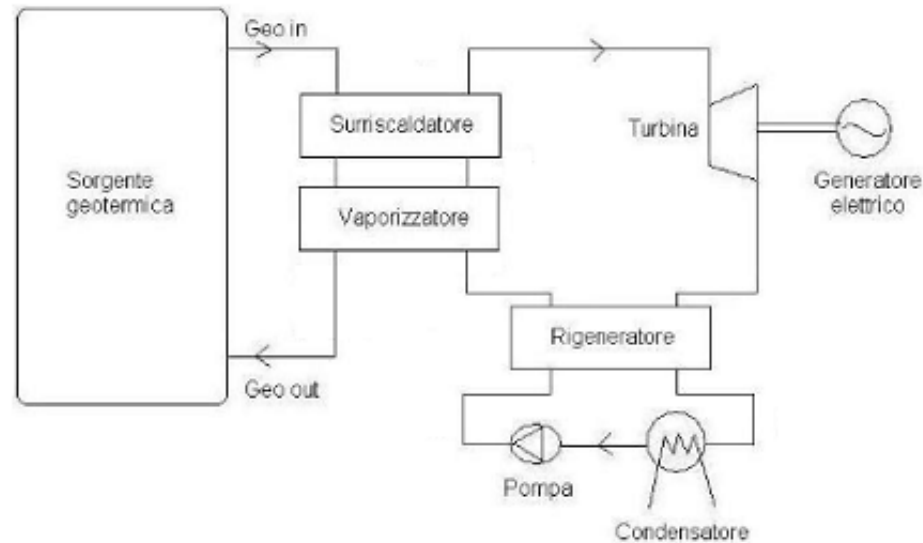 Geo in
Surriscaldatore
Turbina
Sorgente
geotermica
Generatore
elettrico
Vaporizzatore
Rigeneratore
Geo out
Pompa
Condensatore